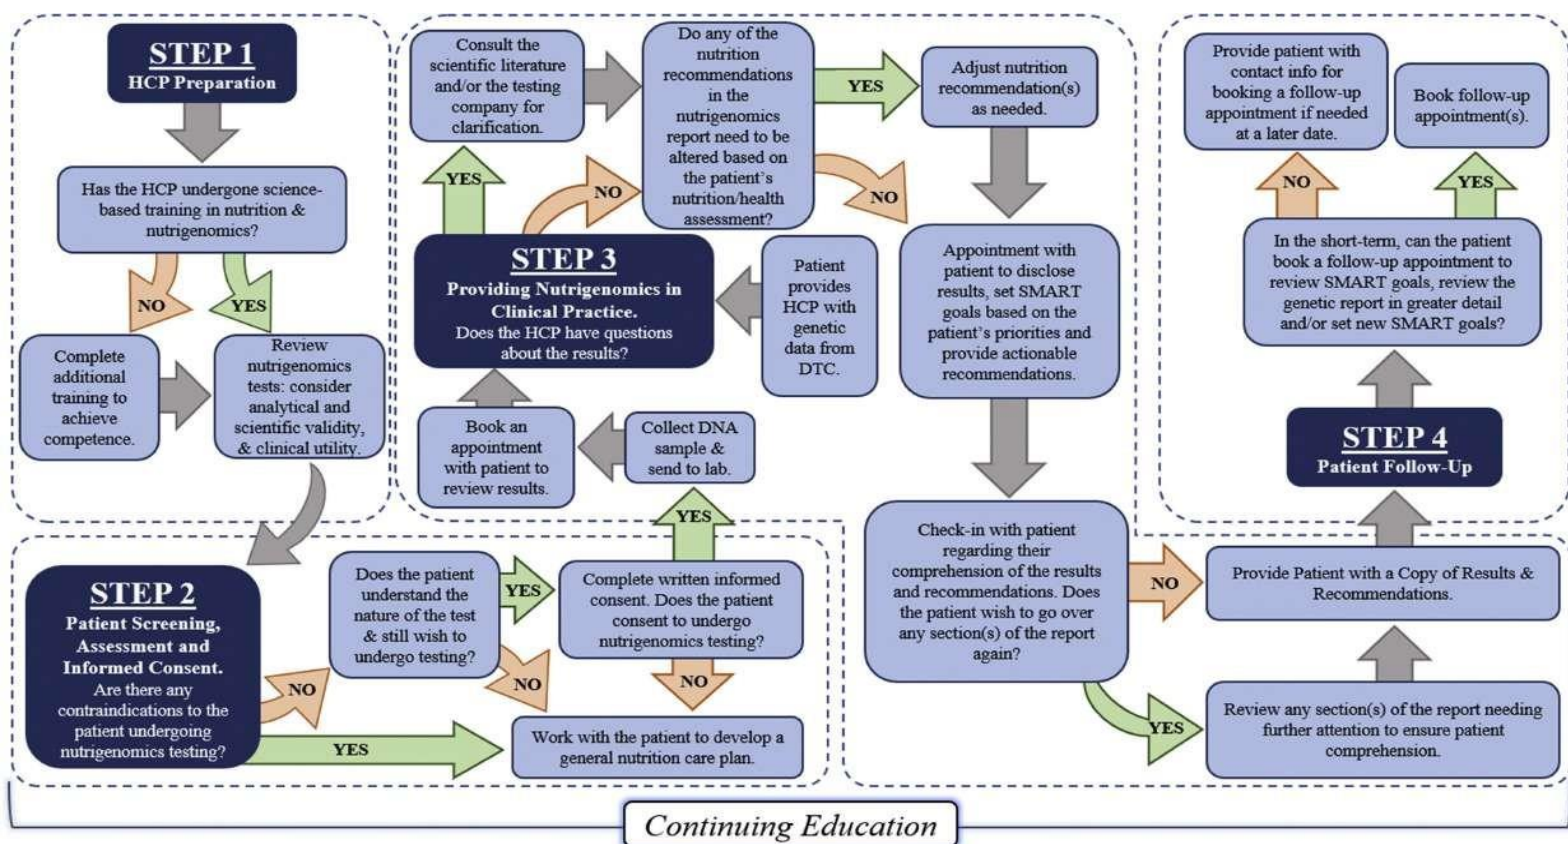 STEP 1
HCP Preparation
Has the HCP undergone science-
based training in nutrition &
nutrigenomics?
NO
YES
Complete
additional
training to
achieve
competence.
Review
nutrigenomics
tests: consider
analytical and
scientific validity,
& clinical utility.
STEP 2
Patient Screening,
Assessment and
Informed Consent.
Are there any
contraindications to the
patient undergoing
nutrigenomics testing?
NO
YES
Does the patient
understand the
nature of the test
& still wish to
undergo testing?
YES
NO
Complete written informed
consent. Does the patient
consent to undergo
nutrigenomics testing?
YES
NO
Work with the patient to develop a
general nutrition care plan.
Collect DNA
sample &
send to lab.
Book an
appointment
with patient to
review results.
Patient
provides
HCP with
genetic
data from
DTC.
STEP 3
Providing Nutrigenomics in
Clinical Practice.
Does the HCP have questions
about the results?
YES
NO
Consult the
scientific literature
and/or the testing
company for
clarification.
Do any of the
nutrition
recommendations
in the
nutrigenomics
report need to be
altered based on
the patient’s
nutrition/health
assessment?
YES
NO
Adjust nutrition
recommendation(s)
as needed.
Appointment with
patient to disclose
results, set SMART
goals based on the
patient’s priorities and
provide actionable
recommendations.
Check-in with patient
regarding their
comprehension of the results
and recommendations. Does
the patient wish to go over
any section(s) of the report
again?
NO
YES
Provide Patient with a Copy of Results &
Recommendations.
Review any section(s) of the report needing
further attention to ensure patient
comprehension.
STEP 4
Patient Follow-Up
In the short-term, can the patient
book a follow-up appointment to
review SMART goals, review the
genetic report in greater detail
and/or set new SMART goals?
NO
YES
Provide patient with
contact info for
booking a follow-up
appointment if needed
at a later date.
Book follow-up
appointment(s).
Continuing Education